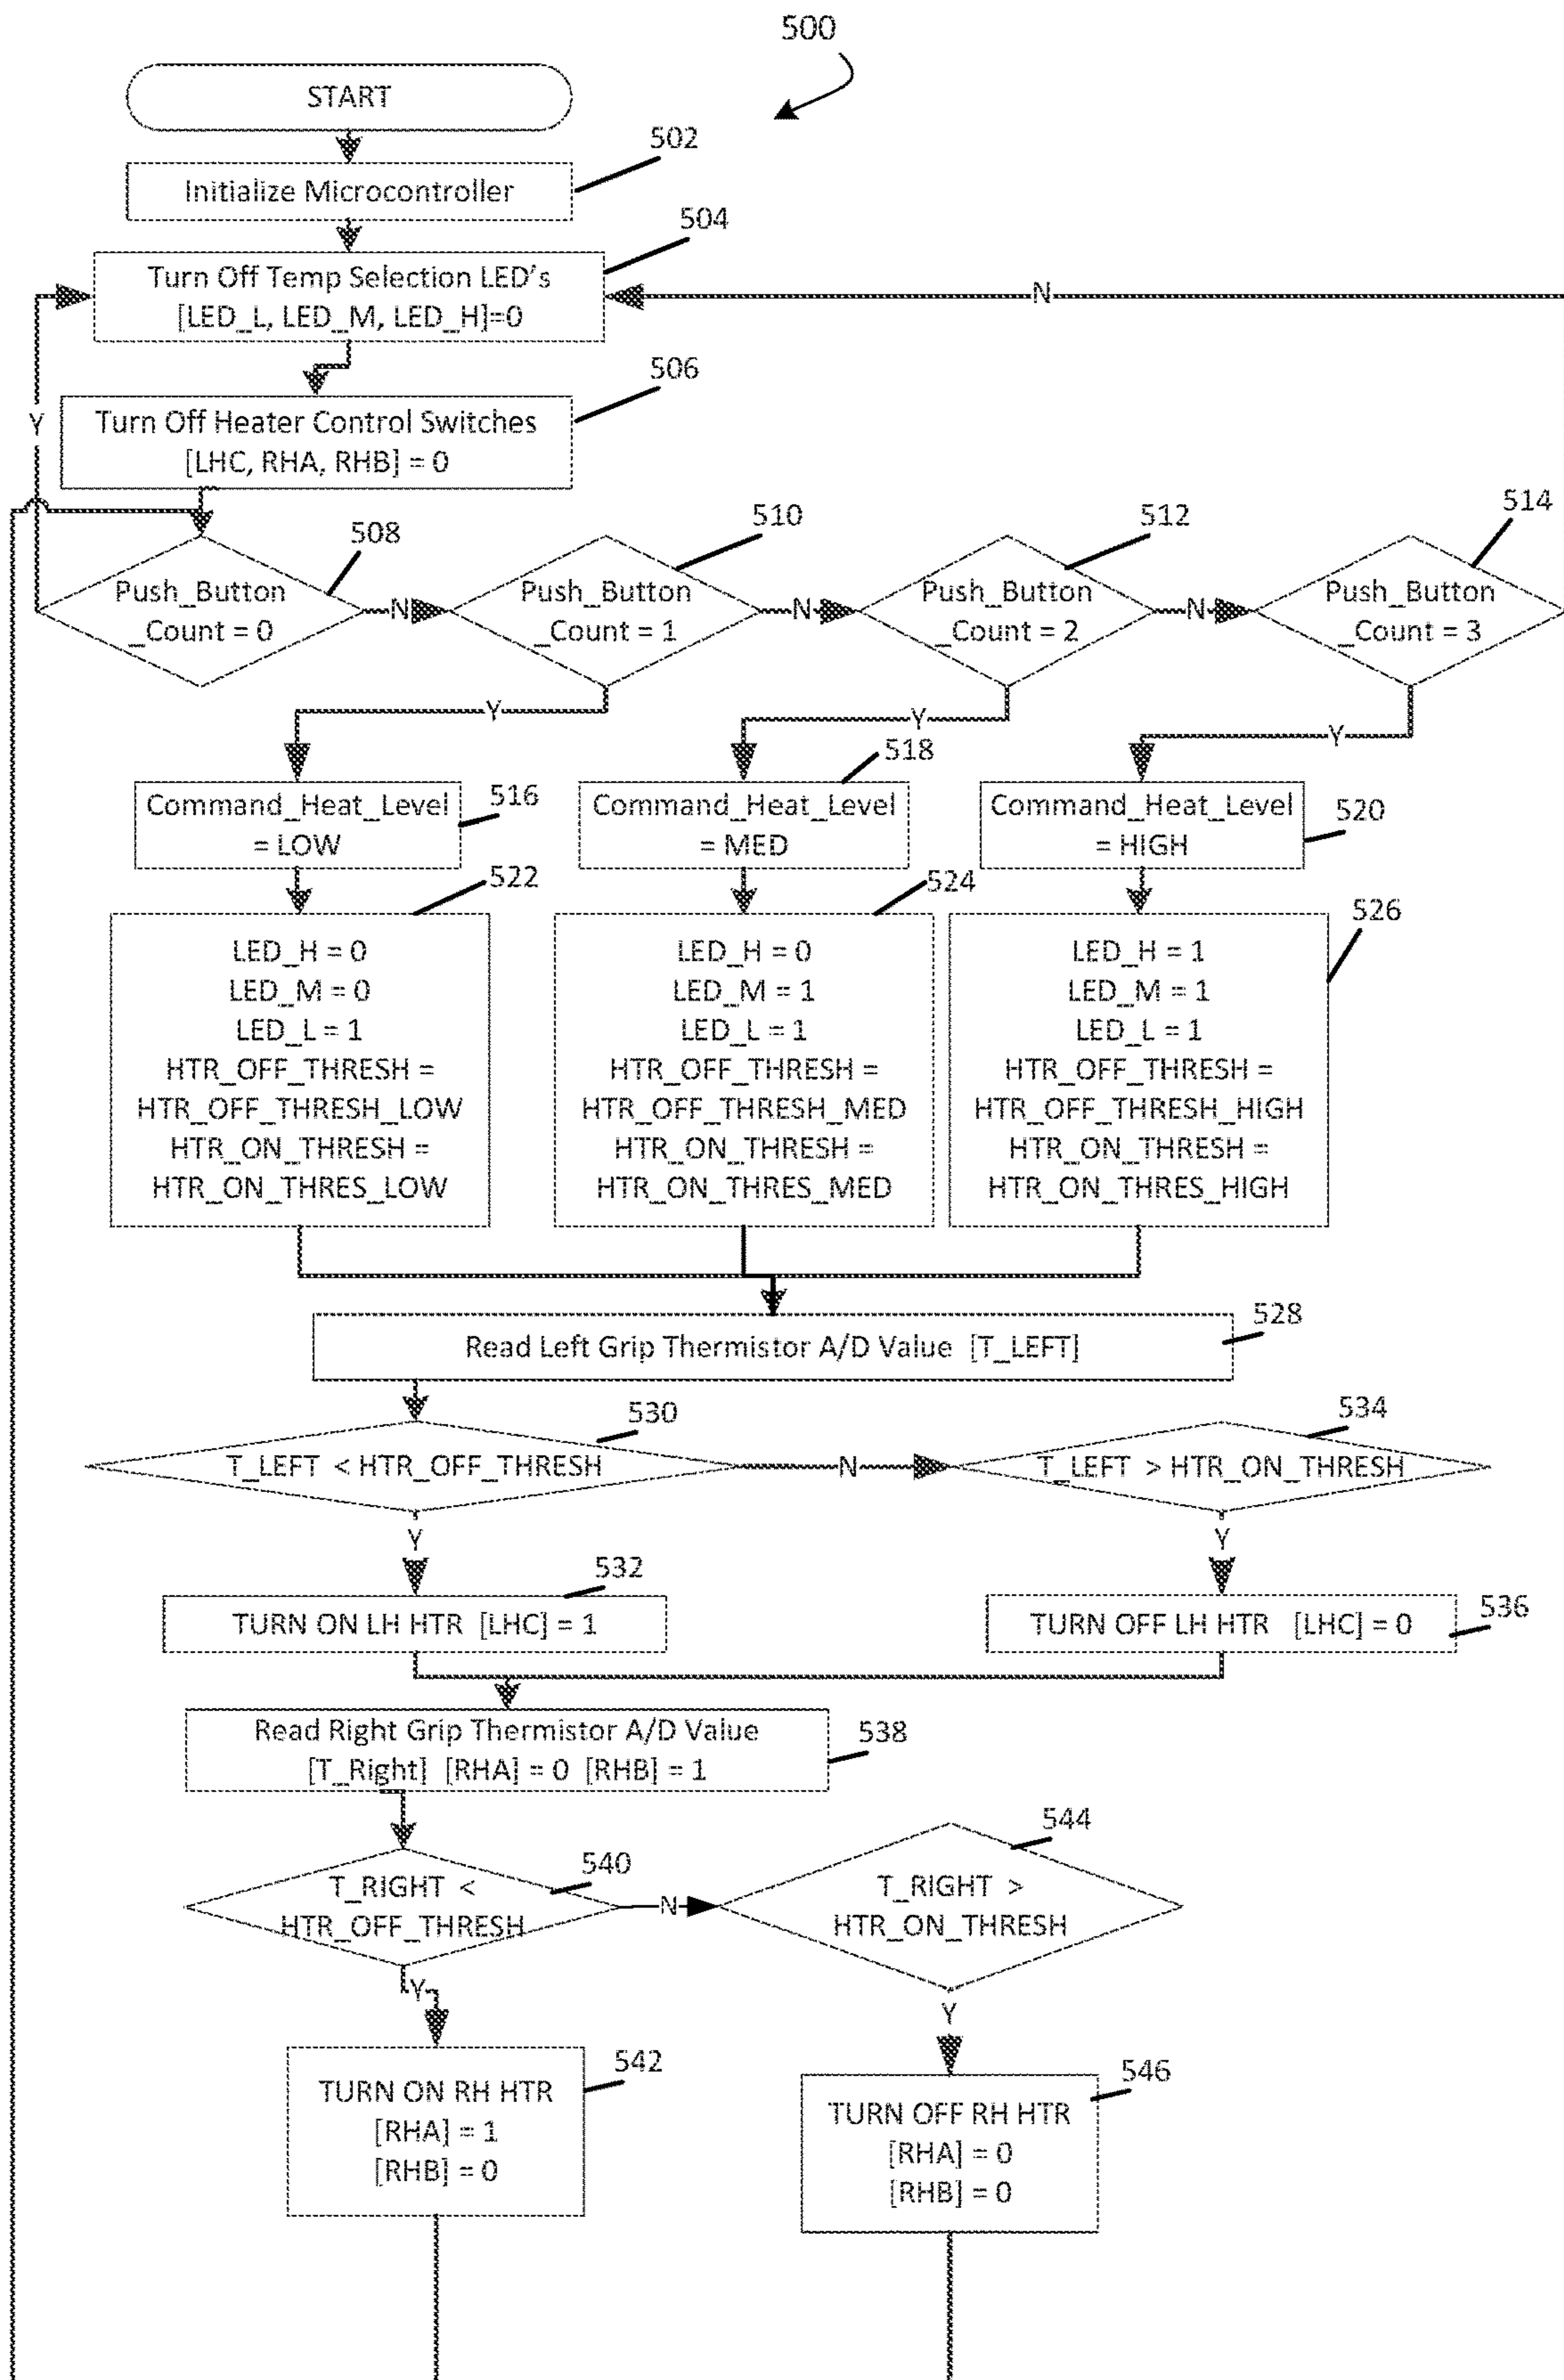 500
START
502
Initialize Microcontroller
504
Turn Off Temp Selection LED's
[LED_L, LED_M, LED_H]=0
N
506
Turn Off Heater Control Switches
[LHC, RHA, RHB] = 0
Y
508
Push_Button
_Count = 0
N
510
Push_Button
_Count = 1
N
512
Push_Button
_Count = 2
N
514
Push_Button
_Count = 3
Y
Y
Y
Command_Heat_Level
= LOW
516
518
Command_Heat_Level
= MED
Command_Heat_Level
= HIGH
520
522
LED_H = 0
LED_M = 0
LED_L = 1
HTR_OFF_THRESH =
HTR_OFF_THRESH_LOW
HTR_ON_THRESH =
HTR_ON_THRES_LOW
524
LED_H = 0
LED_M = 1
LED_L = 1
HTR_OFF_THRESH =
HTR_OFF_THRESH_MED
HTR_ON_THRESH =
HTR_ON_THRES_MED
526
LED_H = 1
LED_M = 1
LED_L = 1
HTR_OFF_THRESH =
HTR_OFF_THRESH_HIGH
HTR_ON_THRESH =
HTR_ON_THRES_HIGH
528
Read Left Grip Thermistor A/D Value [T_LEFT]
530
T_LEFT < HTR_OFF_THRESH
N
534
T_LEFT > HTR_ON_THRESH
Y
Y
532
TURN ON LH HTR [LHC] = 1
TURN OFF LH HTR [LHC] = 0
536
Read Right Grip Thermistor A/D Value
[T_Right] [RHA] = 0 [RHB] = 1
538
540
T_RIGHT <
HTR_OFF_THRESH
N
544
T_RIGHT >
HTR_ON_THRESH
Y
Y
542
TURN ON RH HTR
[RHA] = 1
[RHB] = 0
546
TURN OFF RH HTR
[RHA] = 0
[RHB] = 0